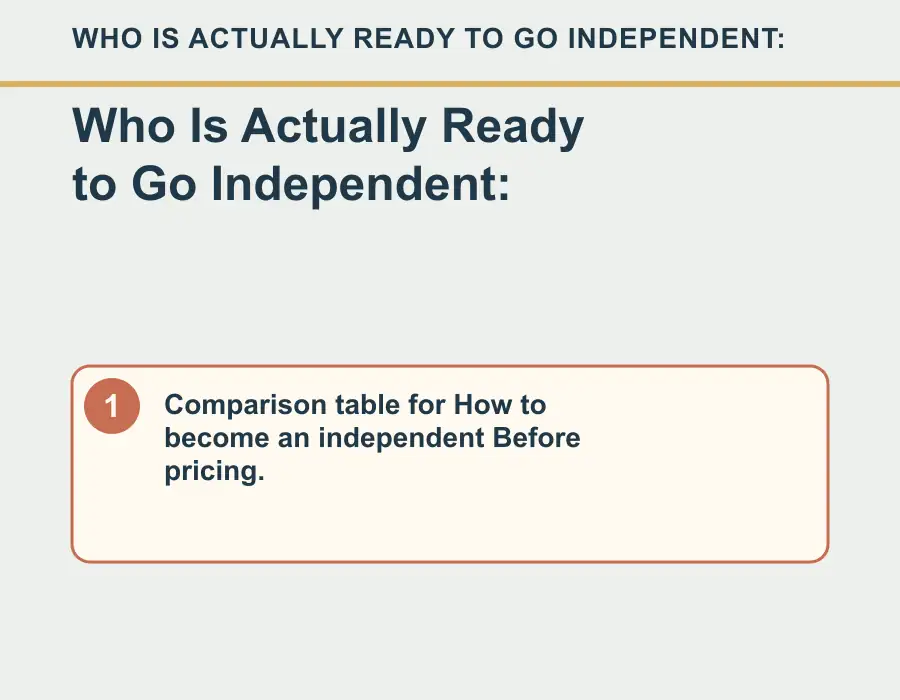 WHO IS ACTUALLY READY TO GO INDEPENDENT:
Who Is Actually Ready
to Go Independent:
1
Comparison table for How to
become an independent Before
pricing.